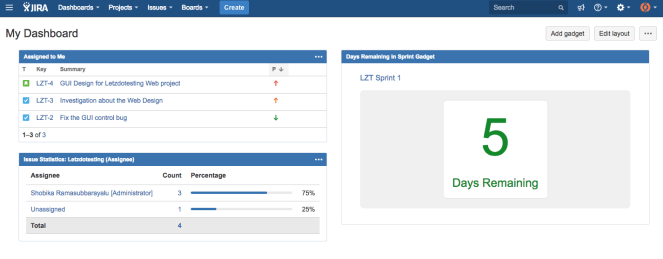 JIRA Dashboards Projects Issues Boards Create Search
My Dashboard
Add gadget Edit layout
Assigned to Me
T Key Summary P
LZT-4 GUI Design for Letzdotesting Web project
LZT-3 Investigation about the Web Design
LZT-2 Fix the GUI control bug
1–3 of 3
Issue Statistics: Letzdotesting (Assignee)
Assignee Count Percentage
Shobika Ramasubbarayalu [Administrator] 3 75%
Unassigned 1 25%
Total 4
Days Remaining in Sprint Gadget
LZT Sprint 1
5
Days Remaining